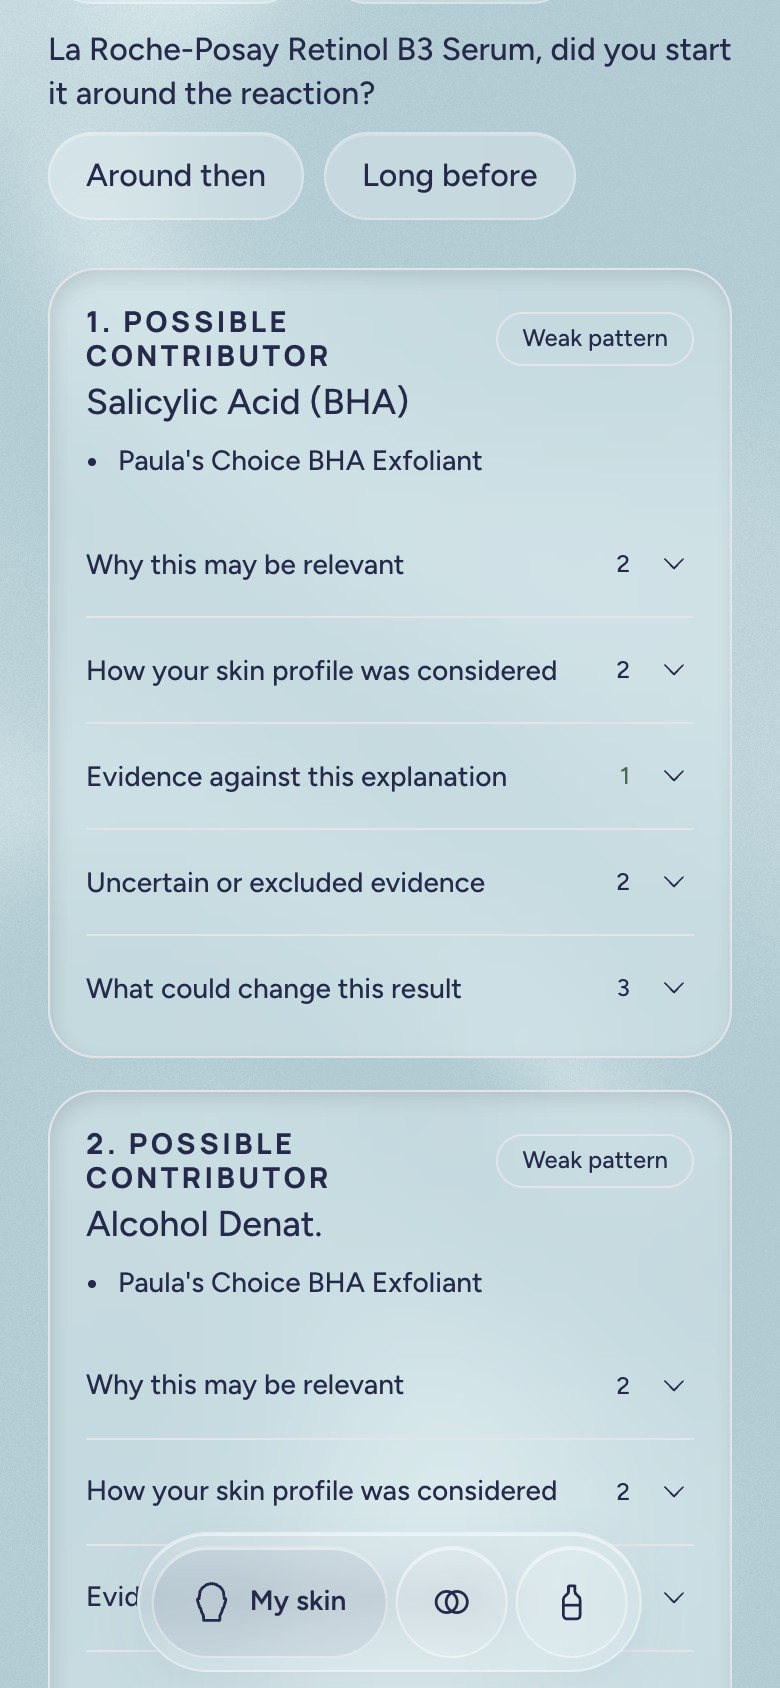 La Roche-Posay Retinol B3 Serum, did you start
it around the reaction?
Around then
Long before
1. POSSIBLE
CONTRIBUTOR
Weak pattern
Salicylic Acid (BHA)
• Paula's Choice BHA Exfoliant
Why this may be relevant 2
How your skin profile was considered 2
Evidence against this explanation 1
Uncertain or excluded evidence 2
What could change this result 3
2. POSSIBLE
CONTRIBUTOR
Weak pattern
Alcohol Denat.
• Paula's Choice BHA Exfoliant
Why this may be relevant 2
How your skin profile was considered 2
Evid
My skin